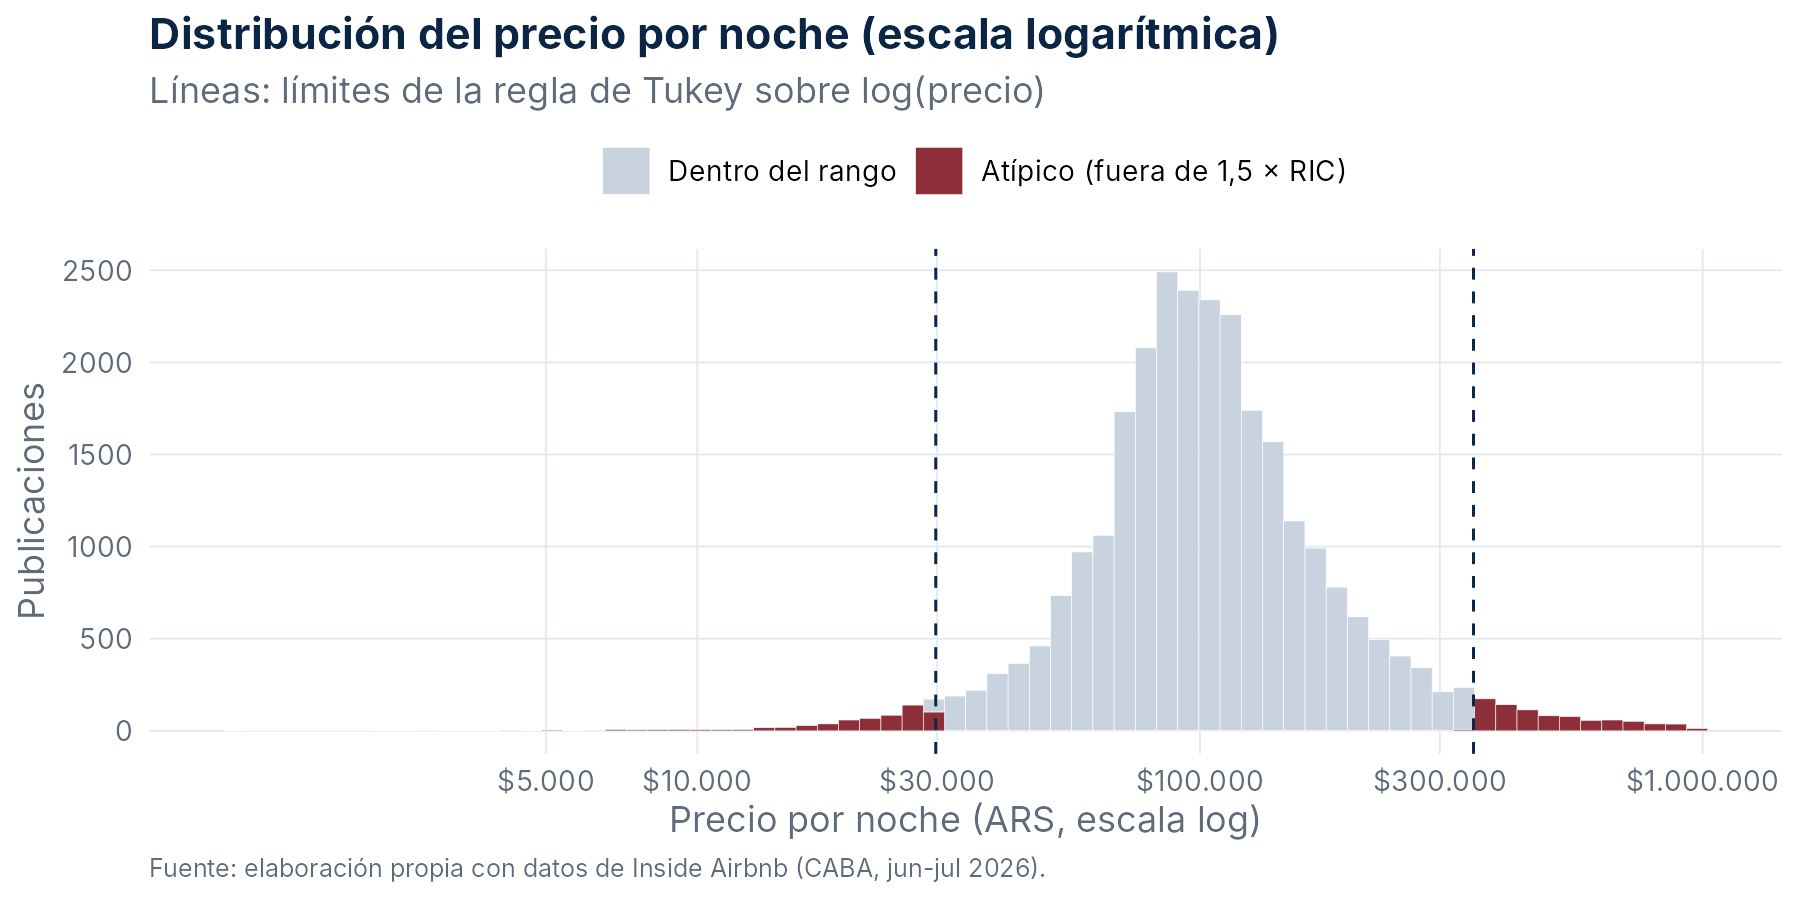 Distribución del precio por noche (escala logarítmica)
Líneas: límites de la regla de Tukey sobre log(precio)
Dentro del rango
Atípico (fuera de 1,5 × RIC)
Publicaciones
2500
2000
1500
1000
500
0
$5.000
$10.000
$30.000
$100.000
$300.000
$1.000.000
Precio por noche (ARS, escala log)
Fuente: elaboración propia con datos de Inside Airbnb (CABA, jun-jul 2026).